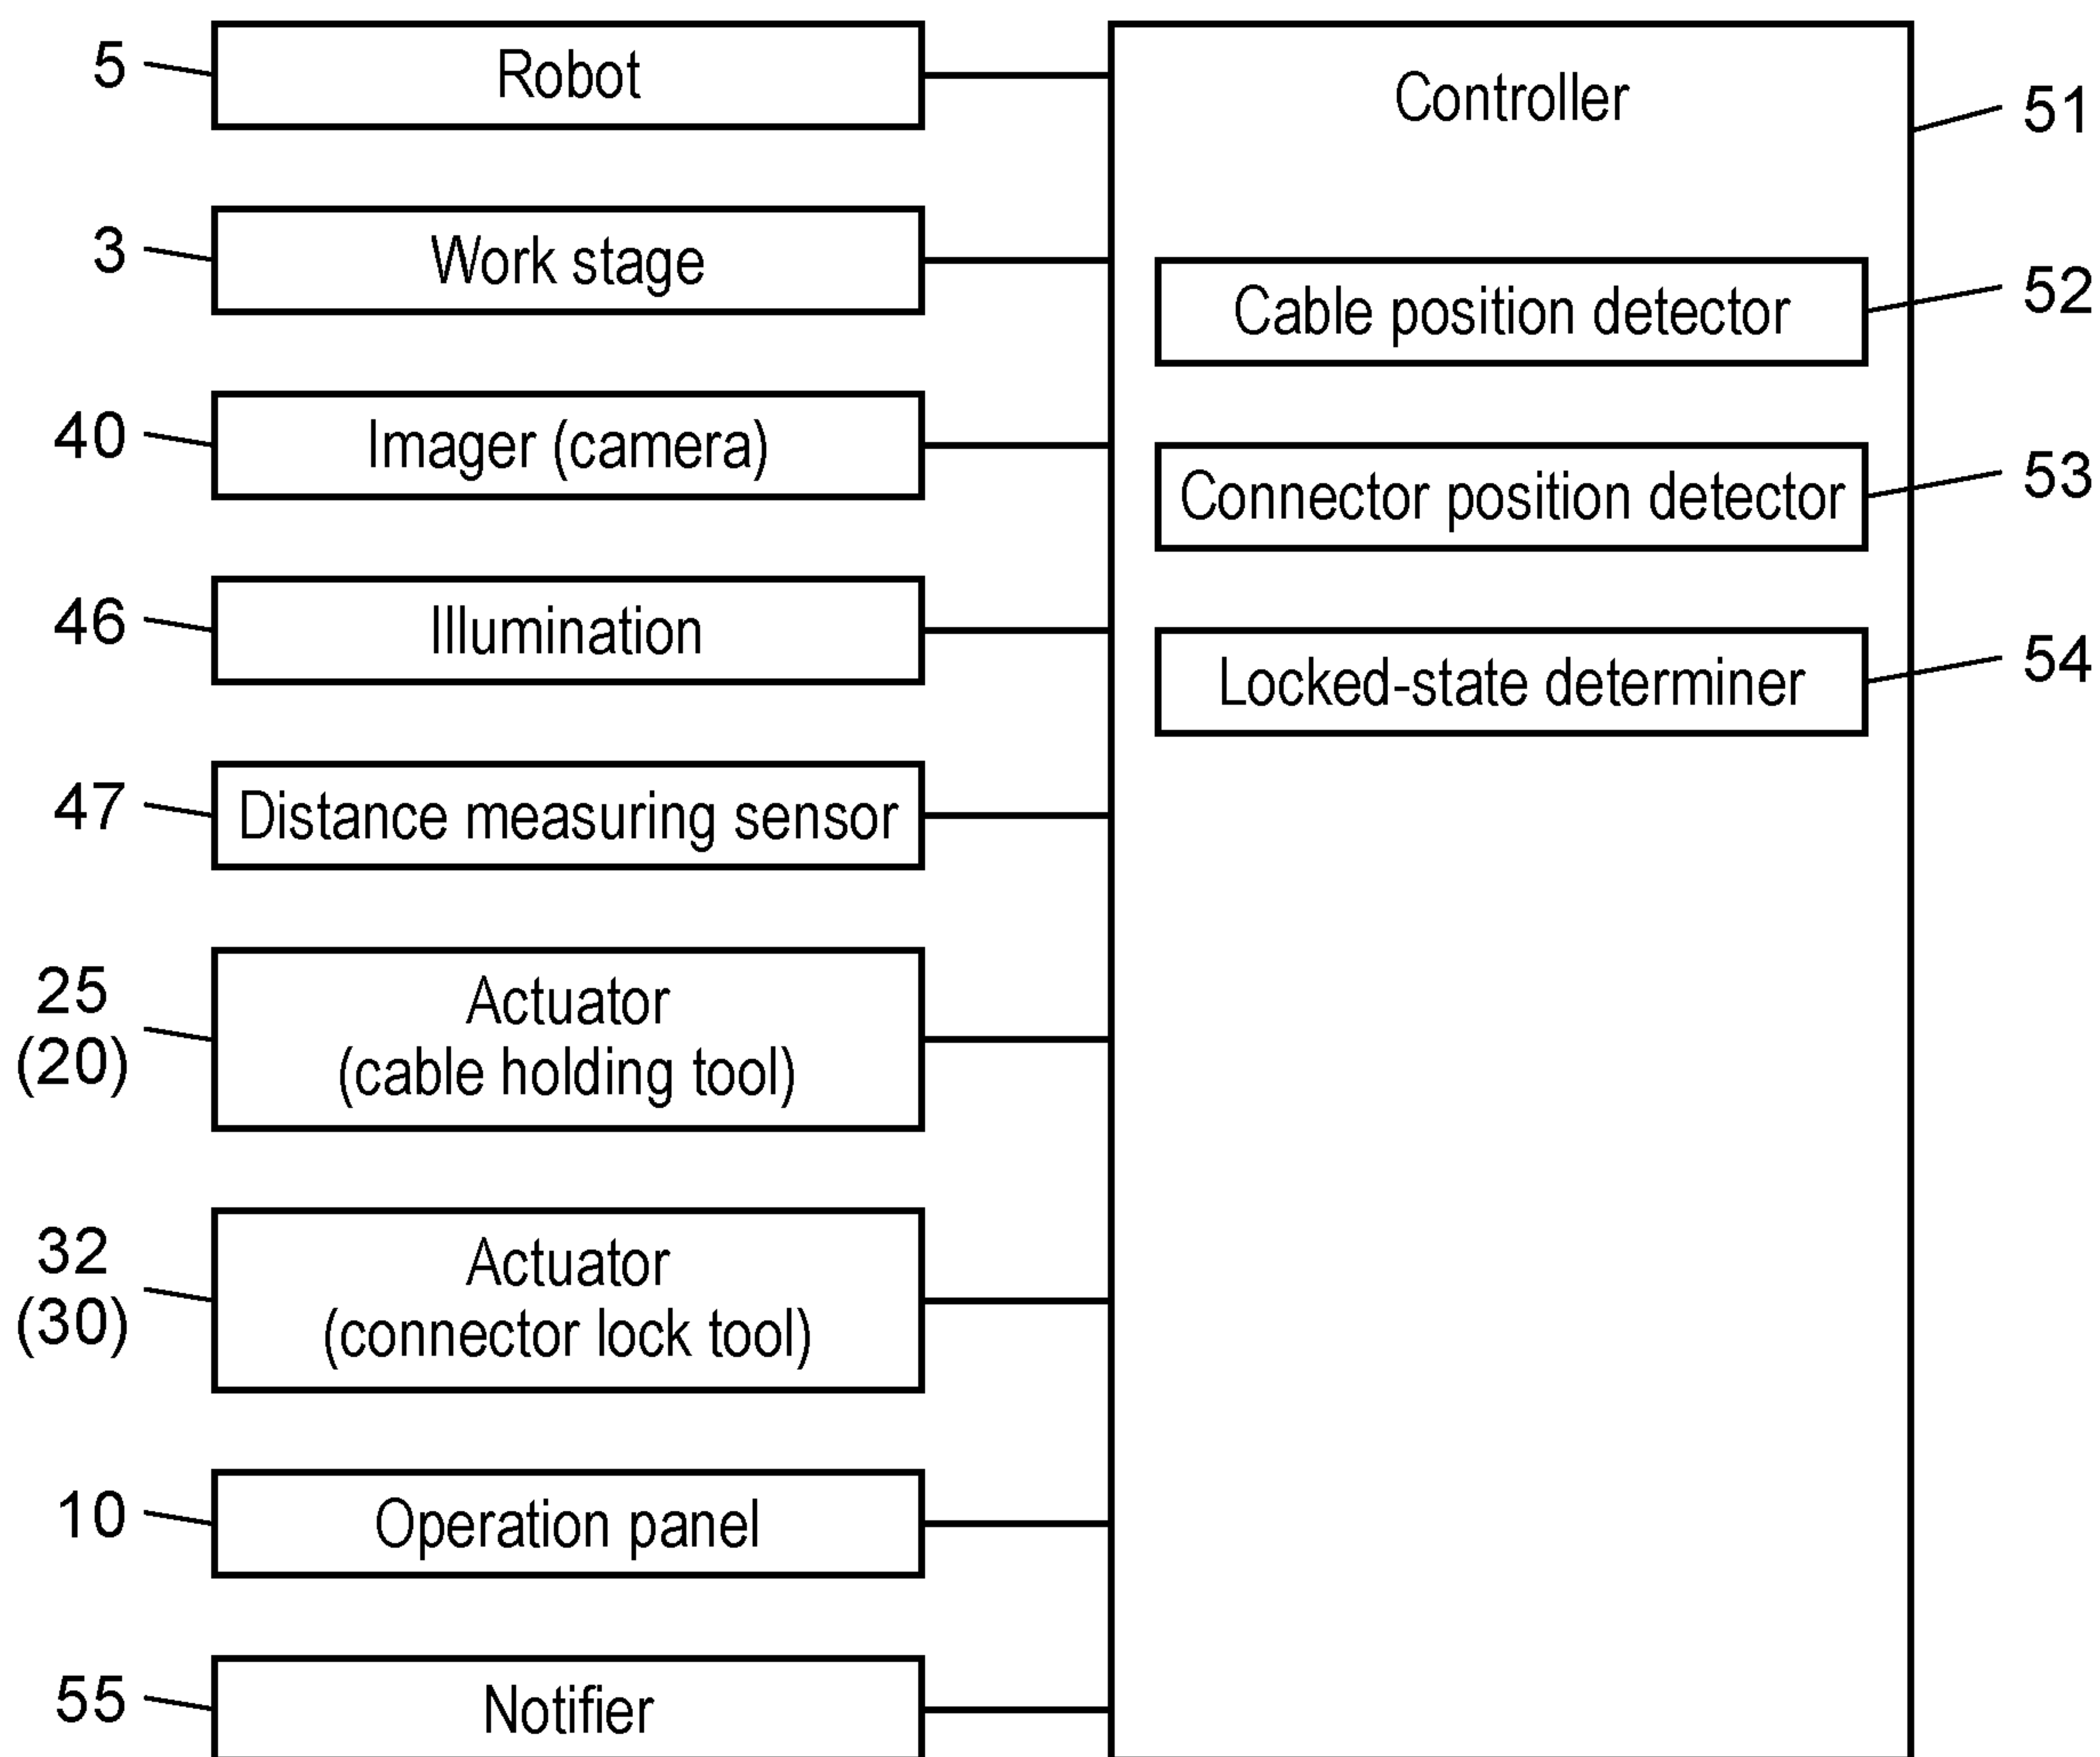 5
Robot
3
Work stage
40
Imager (camera)
46
Illumination
47
Distance measuring sensor
25
(20)
Actuator
(cable holding tool)
32
(30)
Actuator
(connector lock tool)
10
Operation panel
55
Notifier
Controller
51
Cable position detector
52
Connector position detector
53
Locked-state determiner
54